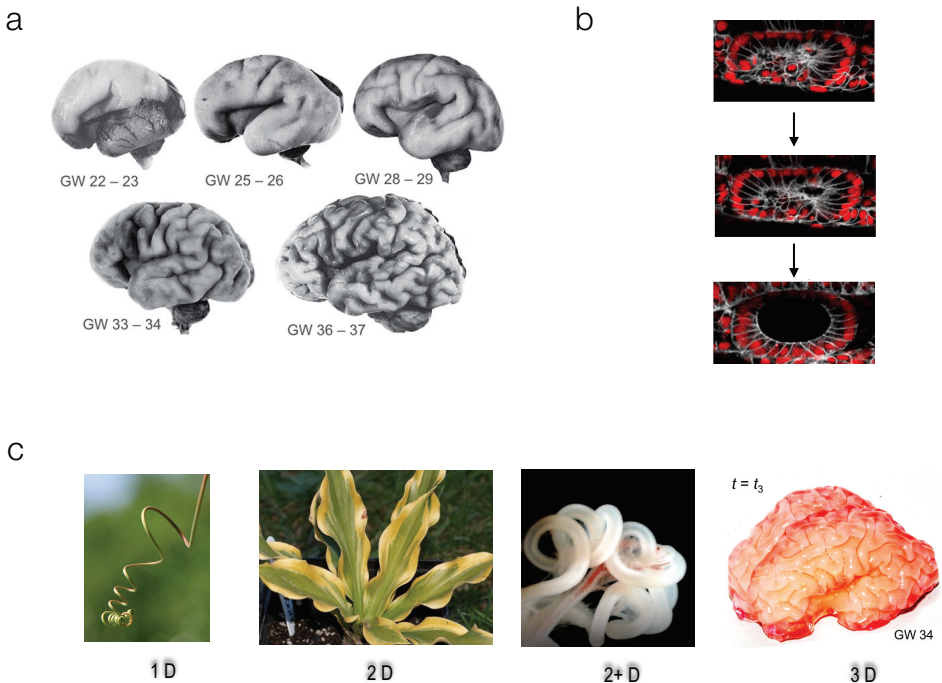 a
b
GW 22 – 23
GW 25 – 26
GW 28 – 29
GW 33 – 34
GW 36 – 37
c
t = t3
GW 34
1 D
2 D
2+ D
3 D